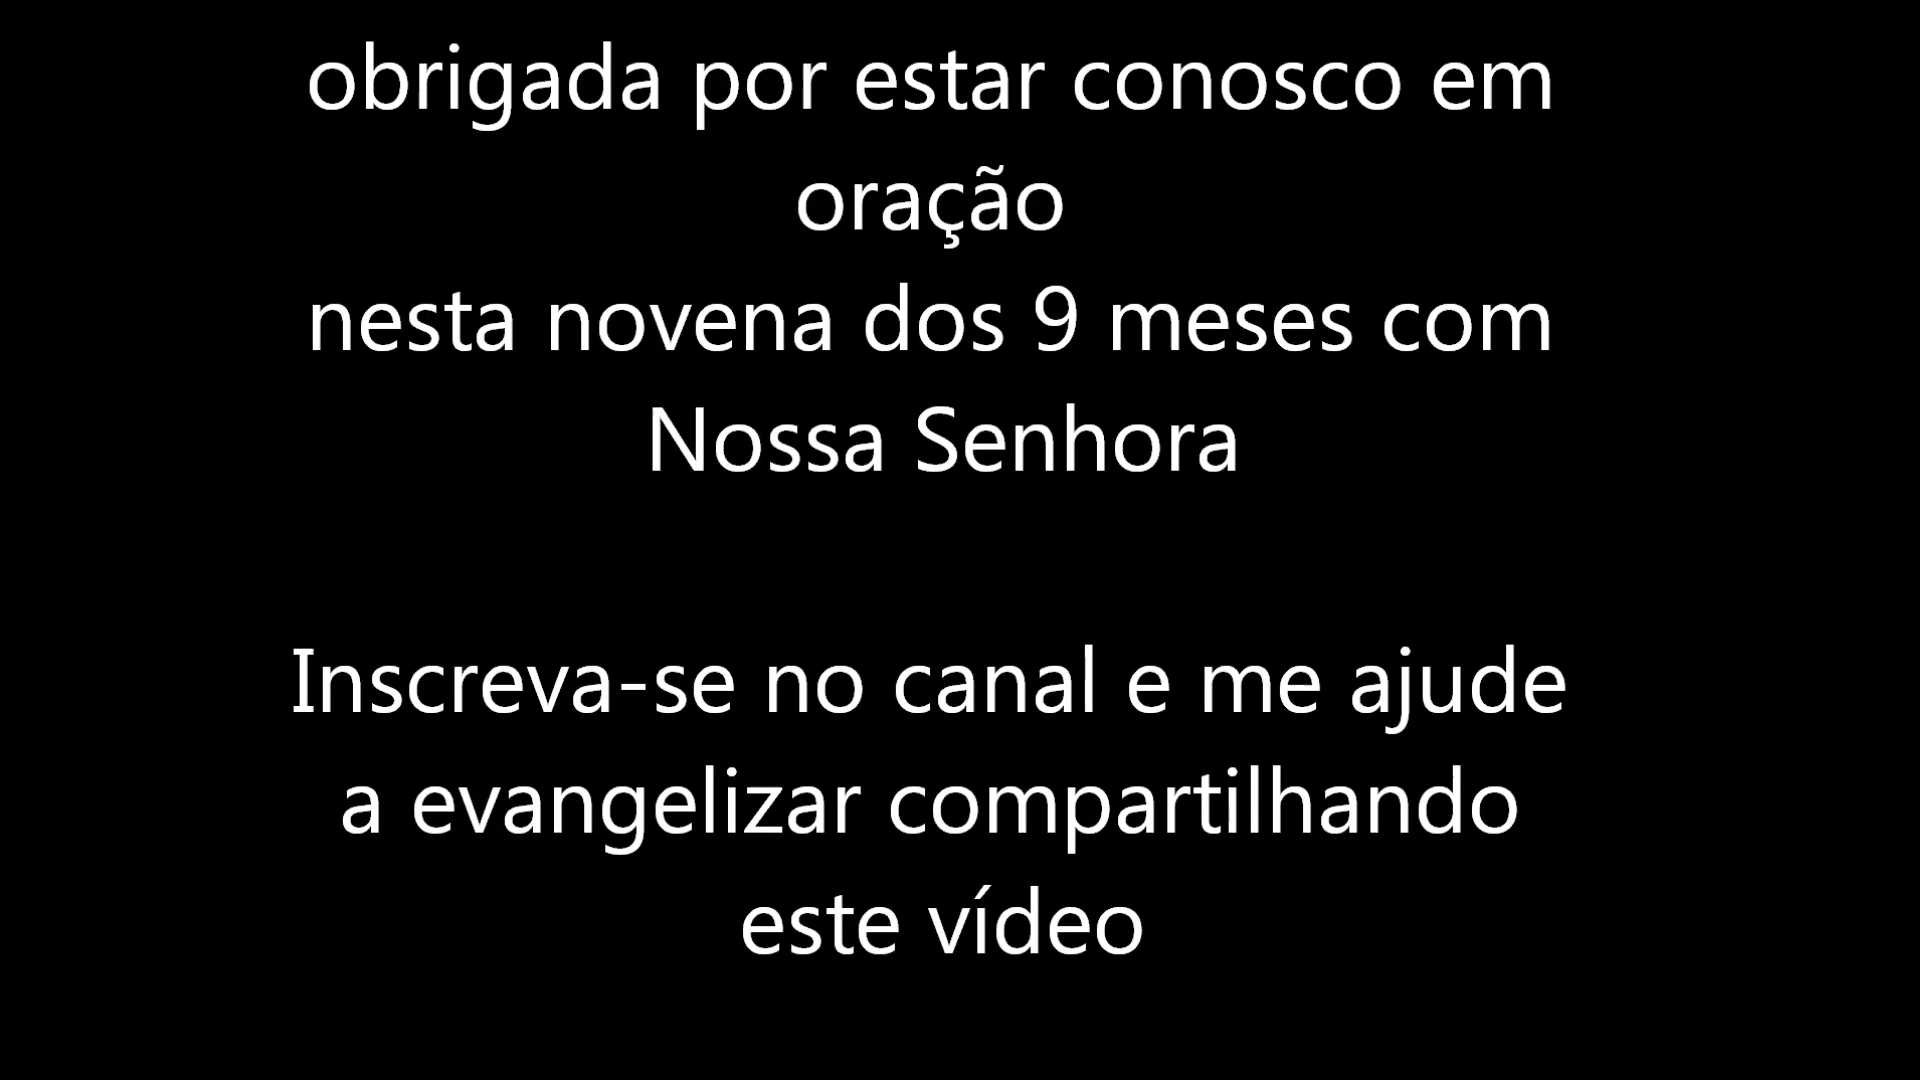 obrigada por estar conosco em
oração
nesta novena dos 9 meses com
Nossa Senhora
Inscreva-se no canal e me ajude
a evangelizar compartilhando
este vídeo